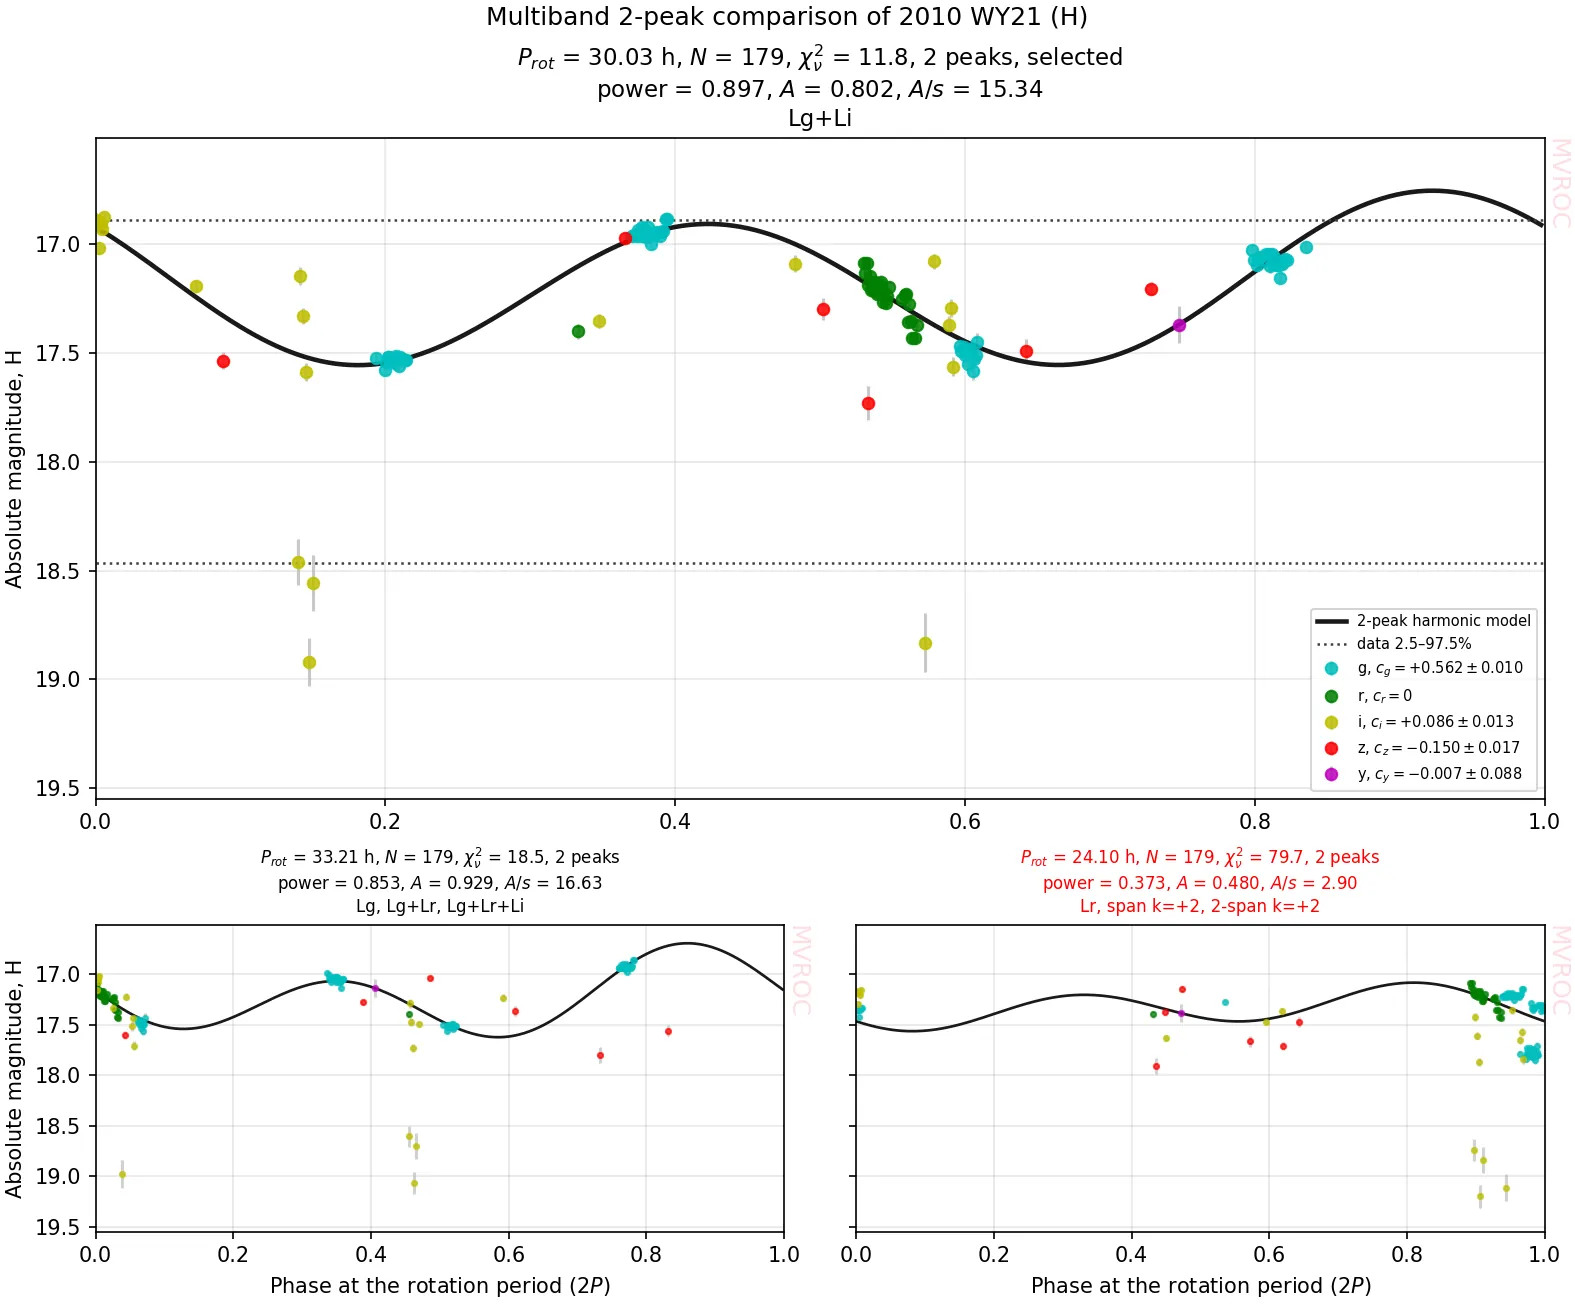 Multiband 2-peak comparison of 2010 WY21 (H)
P_rot = 30.03 h, N = 179, χ²_ν = 11.8, 2 peaks, selected
power = 0.897, A = 0.802, A/s = 15.34
Lg+Li
MVROC
Absolute magnitude, H
17.0
17.5
18.0
18.5
19.0
19.5
0.0 0.2 0.4 0.6 0.8 1.0
2-peak harmonic model
data 2.5–97.5%
g, c_g = +0.562 ± 0.010
r, c_r = 0
i, c_i = +0.086 ± 0.013
z, c_z = −0.150 ± 0.017
y, c_y = −0.007 ± 0.088
P_rot = 33.21 h, N = 179, χ²_ν = 18.5, 2 peaks
power = 0.853, A = 0.929, A/s = 16.63
Lg, Lg+Lr, Lg+Lr+Li
MVROC
Absolute magnitude, H
17.0
17.5
18.0
18.5
19.0
19.5
0.0 0.2 0.4 0.6 0.8 1.0
Phase at the rotation period (2P)
P_rot = 24.10 h, N = 179, χ²_ν = 79.7, 2 peaks
power = 0.373, A = 0.480, A/s = 2.90
Lr, span k=+2, 2-span k=+2
MVROC
0.0 0.2 0.4 0.6 0.8 1.0
Phase at the rotation period (2P)